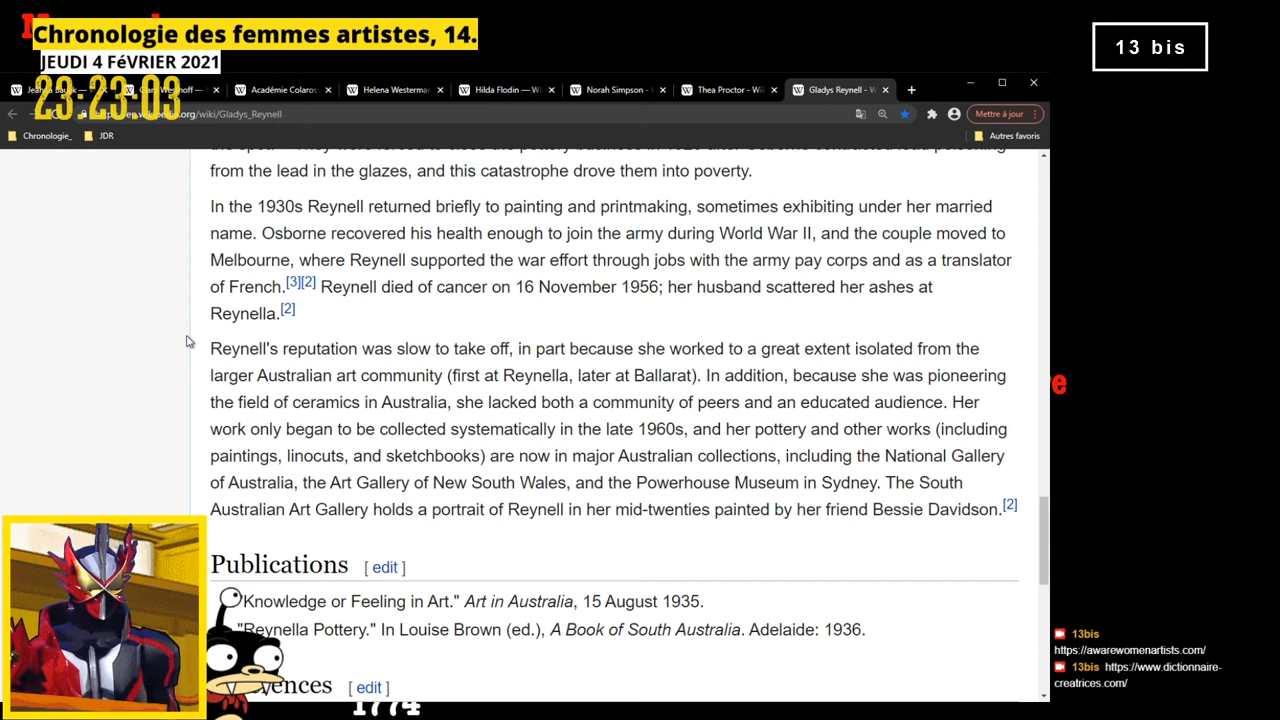 Chronologie des femmes artistes, 14.
JEUDI 4 FéVRIER 2021
23:23:03
13 bis
Académie Colaros
Helena Westerma
Hilda Flodin — Wi
Norah Simpson -
Thea Proctor - W
Gladys Reynell - W
.org/wiki/Gladys_Reynell
Mettre à jour
Chronologie_
JDR
Autres favoris
from the lead in the glazes, and this catastrophe drove them into poverty.
In the 1930s Reynell returned briefly to painting and printmaking, sometimes exhibiting under her married
name. Osborne recovered his health enough to join the army during World War II, and the couple moved to
Melbourne, where Reynell supported the war effort through jobs with the army pay corps and as a translator
of French.[3][2] Reynell died of cancer on 16 November 1956; her husband scattered her ashes at
Reynella.[2]
Reynell's reputation was slow to take off, in part because she worked to a great extent isolated from the
larger Australian art community (first at Reynella, later at Ballarat). In addition, because she was pioneering
the field of ceramics in Australia, she lacked both a community of peers and an educated audience. Her
work only began to be collected systematically in the late 1960s, and her pottery and other works (including
paintings, linocuts, and sketchbooks) are now in major Australian collections, including the National Gallery
of Australia, the Art Gallery of New South Wales, and the Powerhouse Museum in Sydney. The South
Australian Art Gallery holds a portrait of Reynell in her mid-twenties painted by her friend Bessie Davidson.[2]
Publications [ edit ]
"Knowledge or Feeling in Art." Art in Australia, 15 August 1935.
"Reynella Pottery." In Louise Brown (ed.), A Book of South Australia. Adelaide: 1936.
ences [ edit ]
1774
13bis
https://awarewomenartists.com/
13bis https://www.dictionnaire-
creatrices.com/